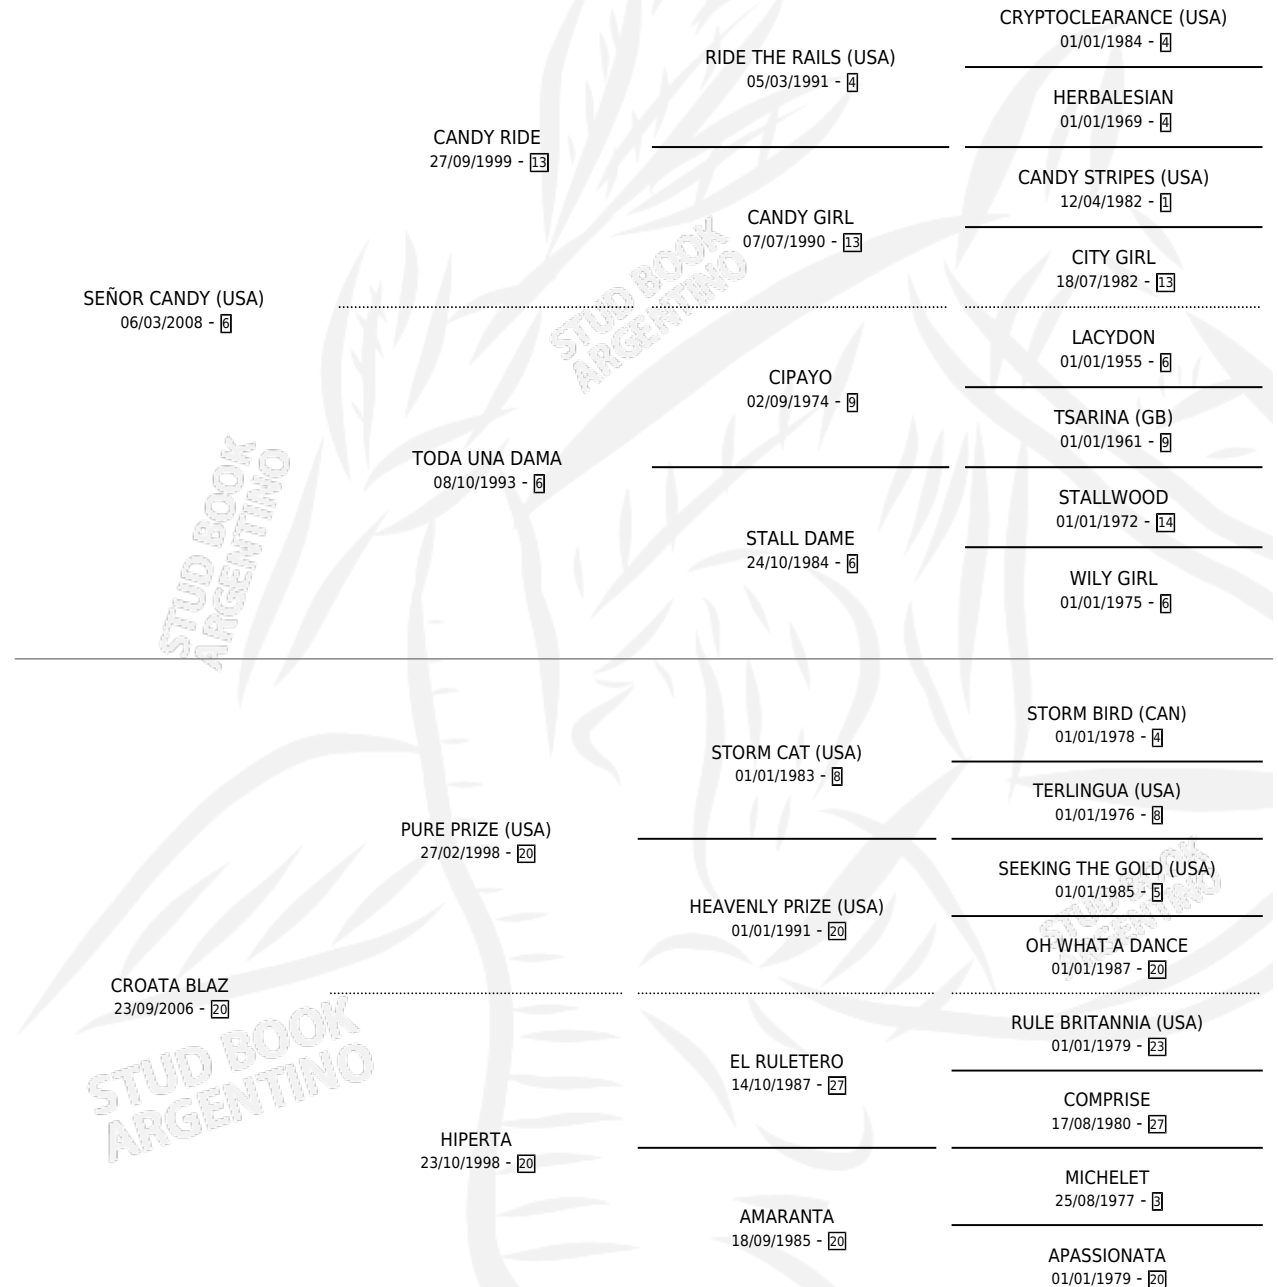 CRYPTOCLEARANCE (USA)
01/01/1984 - 4
RIDE THE RAILS (USA)
05/03/1991 - 4
HERBALESIAN
01/01/1969 - 4
CANDY RIDE
27/09/1999 - 13
CANDY STRIPES (USA)
12/04/1982 - 1
CANDY GIRL
07/07/1990 - 13
CITY GIRL
18/07/1982 - 13
SEÑOR CANDY (USA)
06/03/2008 - 6
LACYDON
01/01/1955 - 6
CIPAYO
02/09/1974 - 9
TSARINA (GB)
01/01/1961 - 9
TODA UNA DAMA
08/10/1993 - 6
STALLWOOD
01/01/1972 - 14
STALL DAME
24/10/1984 - 6
WILY GIRL
01/01/1975 - 6
STORM BIRD (CAN)
01/01/1978 - 4
STORM CAT (USA)
01/01/1983 - 8
TERLINGUA (USA)
01/01/1976 - 8
PURE PRIZE (USA)
27/02/1998 - 20
SEEKING THE GOLD (USA)
01/01/1985 - 5
HEAVENLY PRIZE (USA)
01/01/1991 - 20
OH WHAT A DANCE
01/01/1987 - 20
CROATA BLAZ
23/09/2006 - 20
RULE BRITANNIA (USA)
01/01/1979 - 23
EL RULETERO
14/10/1987 - 27
COMPRISE
17/08/1980 - 27
HIPERTA
23/10/1998 - 20
MICHELET
25/08/1977 - 3
AMARANTA
18/09/1985 - 20
APASSIONATA
01/01/1979 - 20
STUD BOOK
ARGENTINO
STUD BOOK
ARGENTINO
STUD BOOK
ARGENTINO
STUD BOOK
ARGENTINO